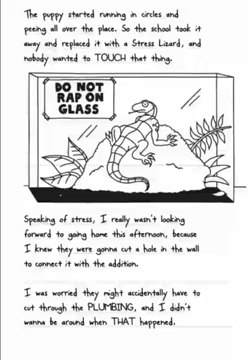 The puppy started running in circles and
peeing all over the place. So the school took it
away and replaced it with a Stress Lizard, and
nobody wanted to TOUCH that thing.
DO NOT
RAP ON
GLASS
Speaking of stress, I really wasn't looking
forward to going home this afternoon, because
I knew they were gonna cut a hole in the wall
to connect it with the addition.
I was worried they might accidentally have to
cut through the PLUMBING, and I didn't
wanna be around when THAT happened.